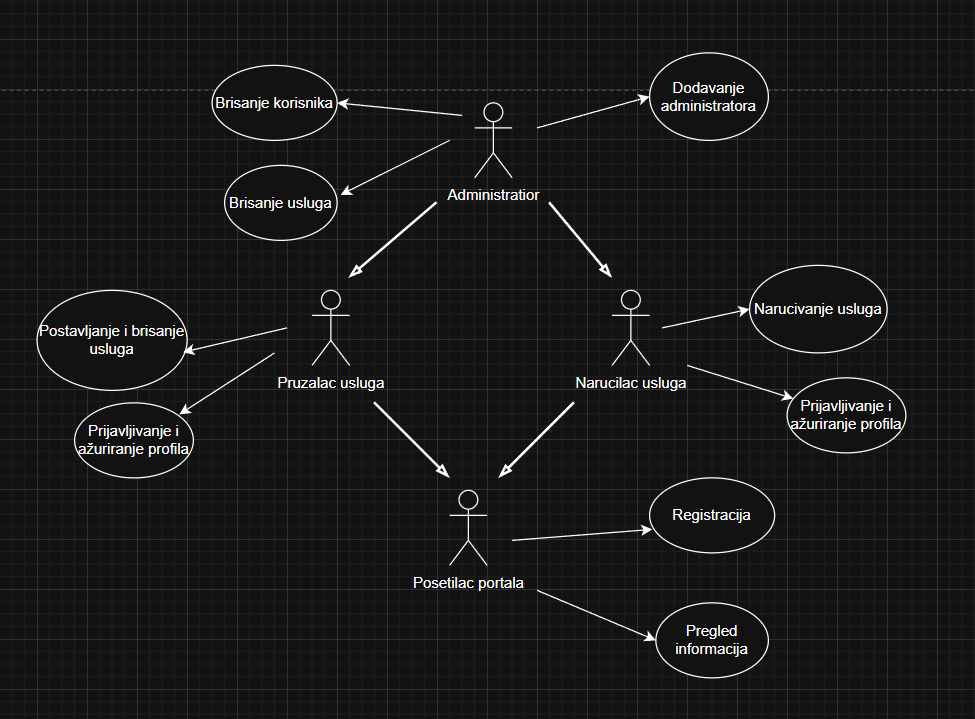 Brisanje korisnika
Dodavanje
administratora
Brisanje usluga
Administratior
Postavljanje i brisanje
usluga
Pruzalac usluga
Narucilac usluga
Narucivanje usluga
Prijavljivanje i
ažuriranje profila
Prijavljivanje i
ažuriranje profila
Posetilac portala
Registracija
Pregled
informacija